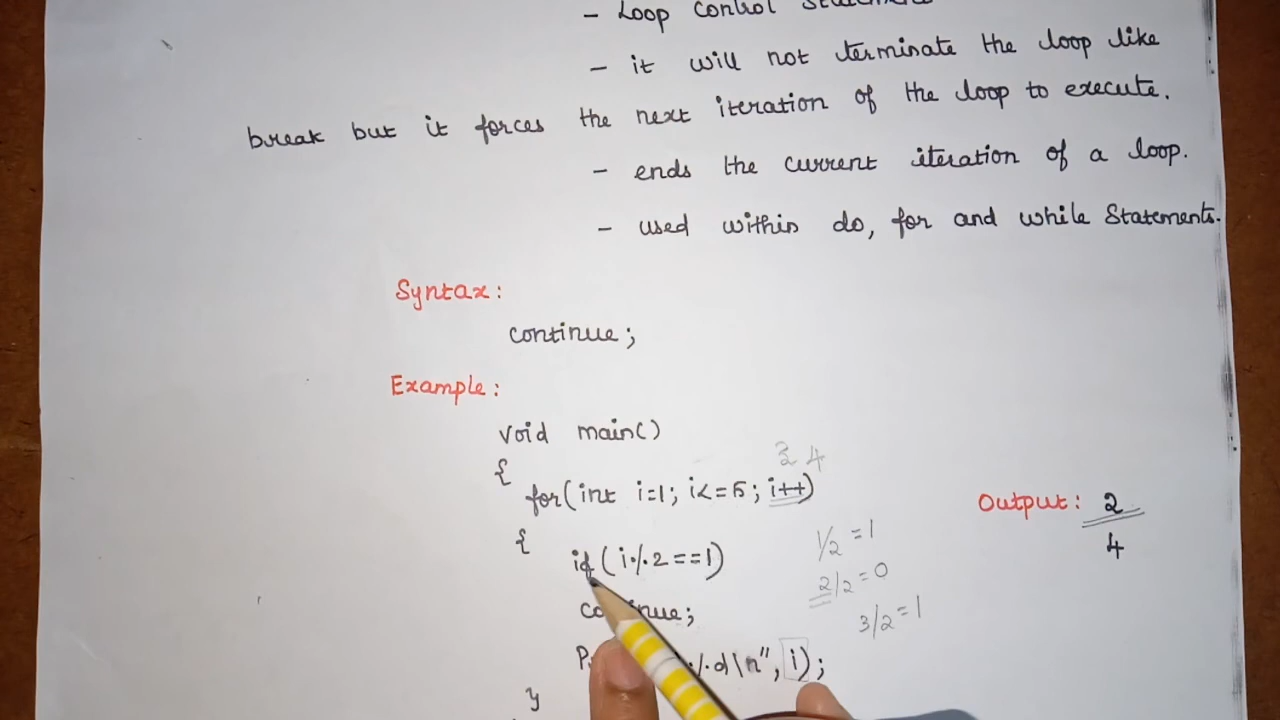 - Loop control Statement
- it will not terminate the loop like
break but it forces the next iteration of the loop to execute.
- ends the current iteration of a loop.
- used within do, for and while Statements.
Syntax:
continue;
Example:
void main()
{
3 4
for(int i=1; i<=5; i++)
Output: 2
4
{
if(i%2==1)
1/2=1
2/2=0
3/2=1
continue;
%d\n", i);
}